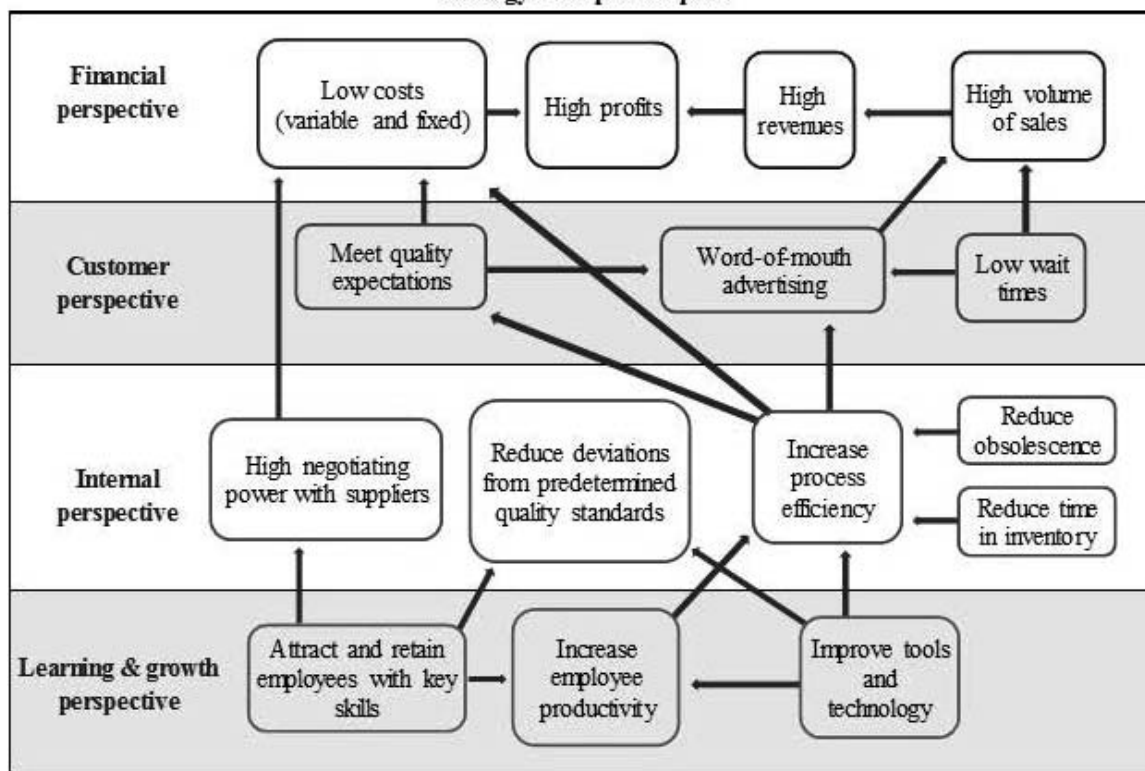 Financial
perspective
Low costs
(variable and fixed)
High profits
High
revenues
High volume
of sales
Customer
perspective
Meet quality
expectations
Word-of-mouth
advertising
Low wait
times
Internal
perspective
High negotiating
power with suppliers
Reduce deviations
from predetermined
quality standards
Increase
process
efficiency
Reduce
obsolescence
Reduce time
in inventory
Learning & growth
perspective
Attract and retain
employees with key
skills
Increase
employee
productivity
Improve tools
and
technology